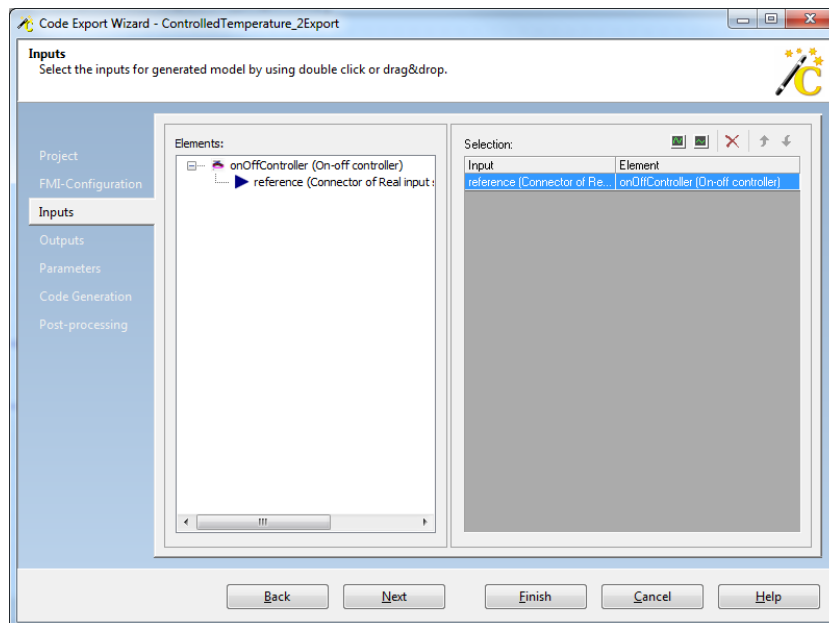 Code Export Wizard - ControlledTemperature_2Export
Inputs
Select the inputs for generated model by using double click or drag&drop.
Project
FMI-Configuration
Inputs
Outputs
Parameters
Code Generation
Post-processing
Elements:
onOffController (On-off controller)
reference (Connector of Real input
Selection:
Input Element
reference (Connector of Re... onOffController (On-off controller)
Back Next Finish Cancel Help